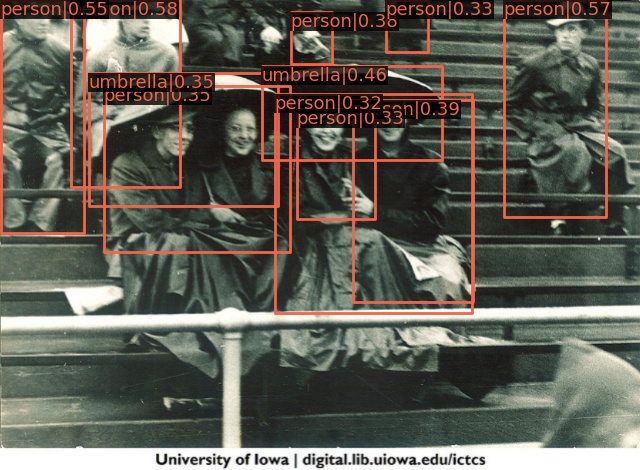 person|0.55
on|0.58
person|0.38
person|0.33
person|0.57
umbrella|0.35
person|0.35
umbrella|0.46
person|0.32
son|0.39
person|0.33
University of Iowa | digital.lib.uiowa.edu/ictcs